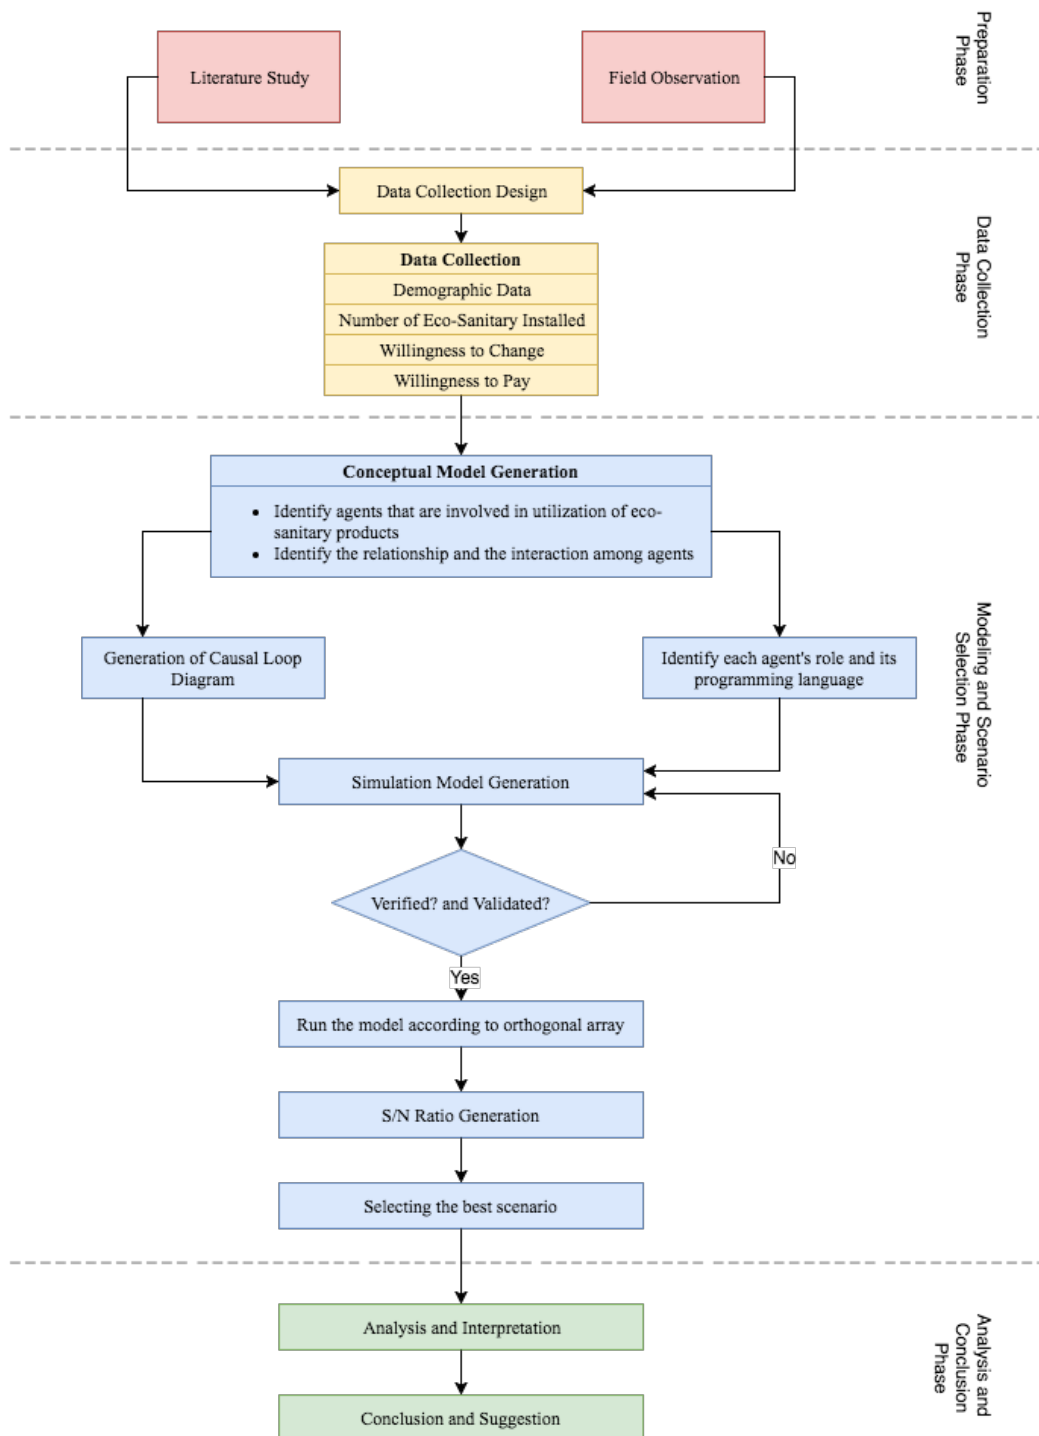 Preparation
Phase
Literature Study
Field Observation
Data Collection
Phase
Data Collection Design
Data Collection
Demographic Data
Number of Eco-Sanitary Installed
Willingness to Change
Willingness to Pay
Modeling and Scenario
Selection Phase
Conceptual Model Generation
• Identify agents that are involved in utilization of eco-
sanitary products
• Identify the relationship and the interaction among agents
Generation of Causal Loop
Diagram
Identify each agent's role and its
programming language
Simulation Model Generation
No
Verified? and Validated?
Yes
Run the model according to orthogonal array
S/N Ratio Generation
Selecting the best scenario
Analysis and
Conclusion
Phase
Analysis and Interpretation
Conclusion and Suggestion